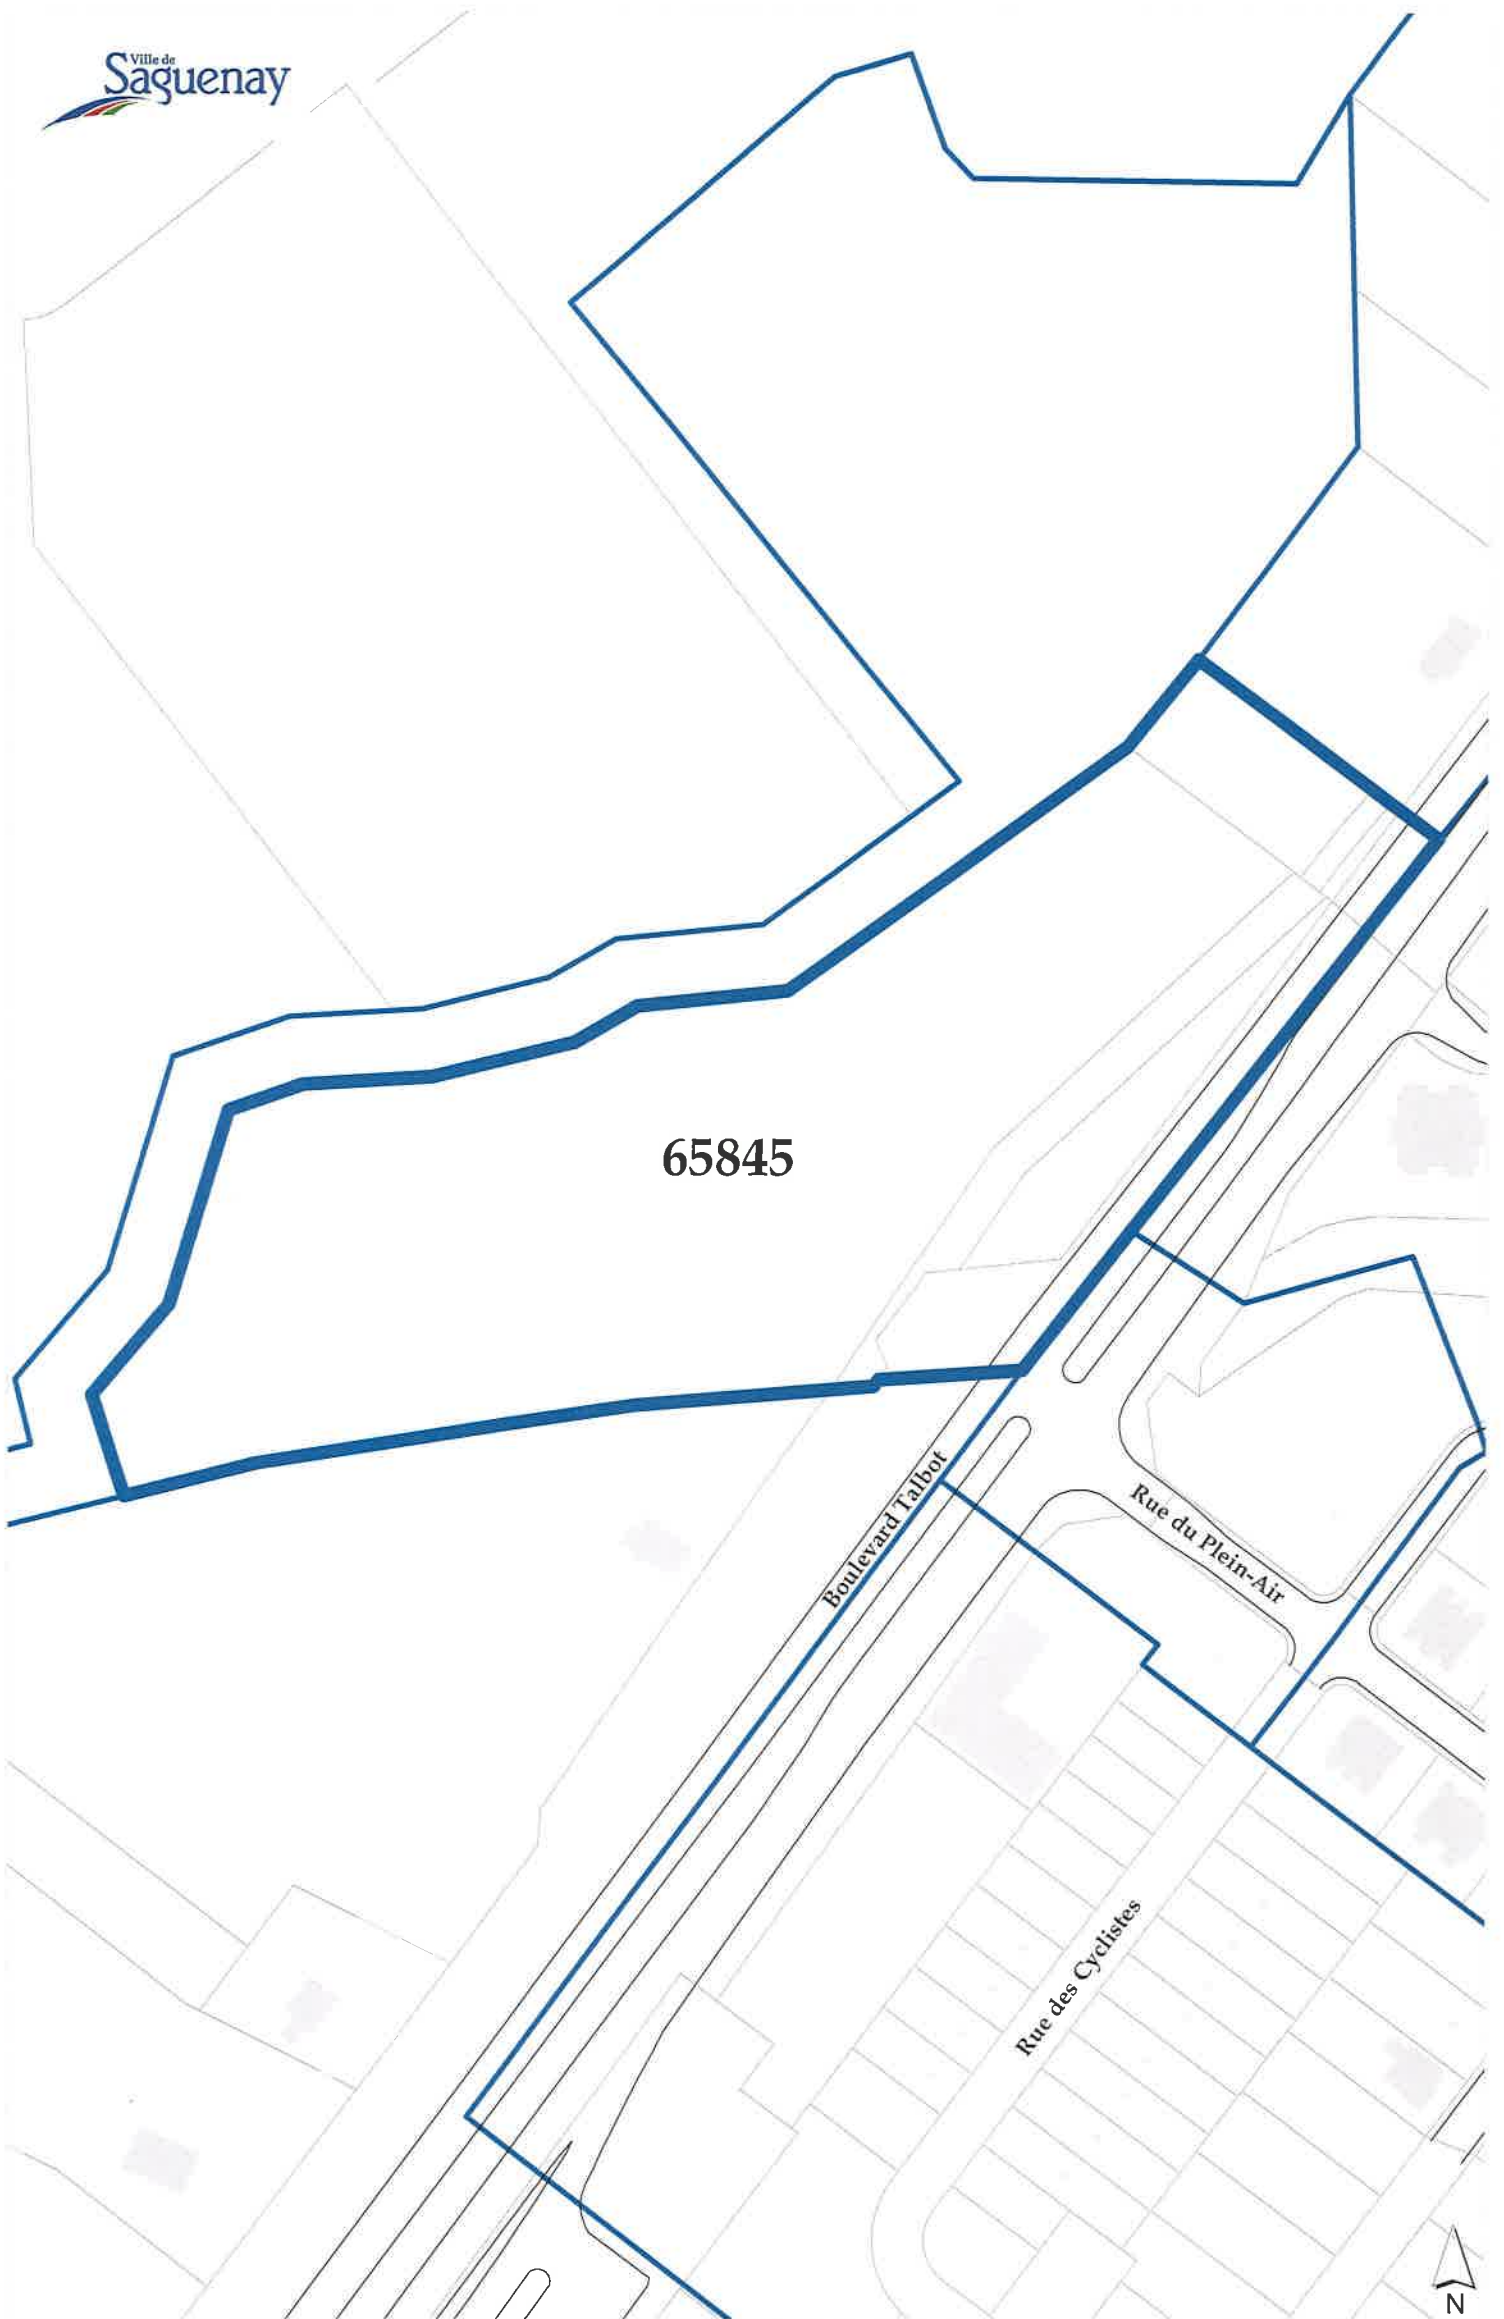 Ville de
Saguenay
65845
Boulevard Talbot
Rue du Plein-Air
Rue des Cyclistes
N